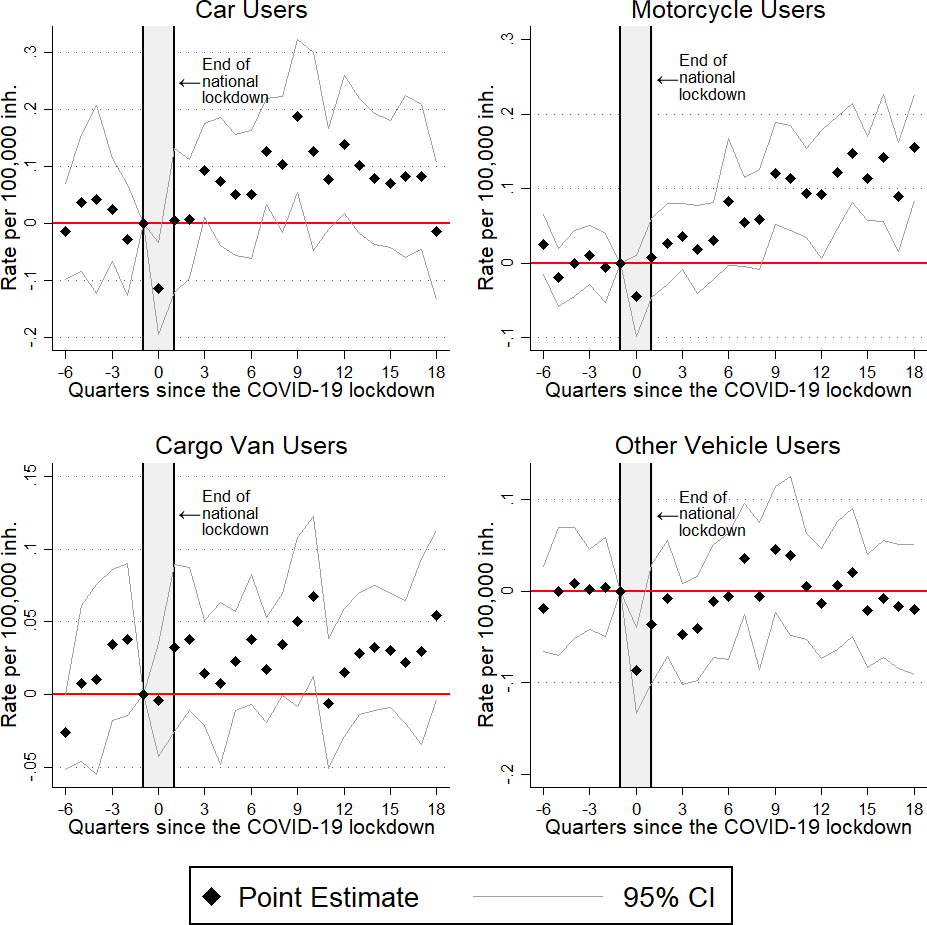 Car Users
Rate per 100,000 inh.
.3
.2
.1
0
-.1
-.2
End of
national
lockdown
-6 -3 0 3 6 9 12 15 18
Quarters since the COVID-19 lockdown
Motorcycle Users
Rate per 100,000 inh.
.3
.2
.1
0
-.1
End of
national
lockdown
-6 -3 0 3 6 9 12 15 18
Quarters since the COVID-19 lockdown
Cargo Van Users
Rate per 100,000 inh.
.15
.1
.05
0
-.05
End of
national
lockdown
-6 -3 0 3 6 9 12 15 18
Quarters since the COVID-19 lockdown
Other Vehicle Users
Rate per 100,000 inh.
.1
0
-.1
-.2
End of
national
lockdown
-6 -3 0 3 6 9 12 15 18
Quarters since the COVID-19 lockdown
Point Estimate 95% CI